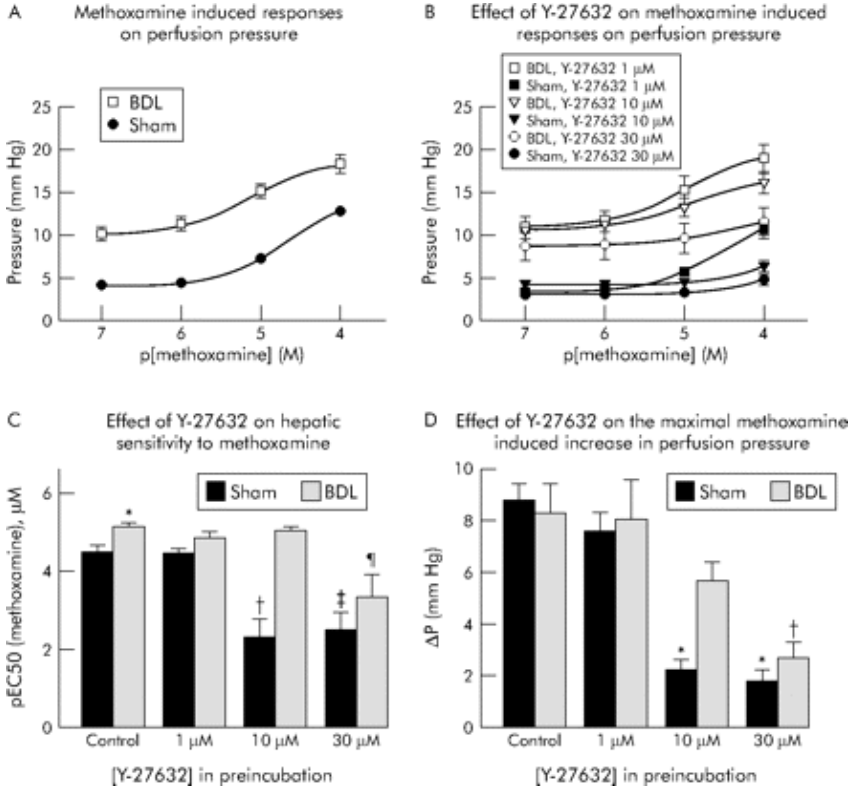 A Methoxamine induced responses
on perfusion pressure
BDL
Sham
25
20
15
10
5
0
Pressure (mm Hg)
7 6 5 4
p[methoxamine] (M)
B Effect of Y-27632 on methoxamine induced
responses on perfusion pressure
BDL, Y-27632 1 μM
Sham, Y-27632 1 μM
BDL, Y-27632 10 μM
Sham, Y-27632 10 μM
BDL, Y-27632 30 μM
Sham, Y-27632 30 μM
25
20
15
10
5
0
Pressure (mm Hg)
7 6 5 4
p[methoxamine] (M)
C Effect of Y-27632 on hepatic
sensitivity to methoxamine
Sham BDL
6
4
2
0
pEC50 (methoxamine), μM
*
†
‡
¶
Control 1 μM 10 μM 30 μM
[Y-27632] in preincubation
D Effect of Y-27632 on the maximal methoxamine
induced increase in perfusion pressure
Sham BDL
10
8
6
4
2
0
ΔP (mm Hg)
*
*
†
Control 1 μM 10 μM 30 μM
[Y-27632] in preincubation